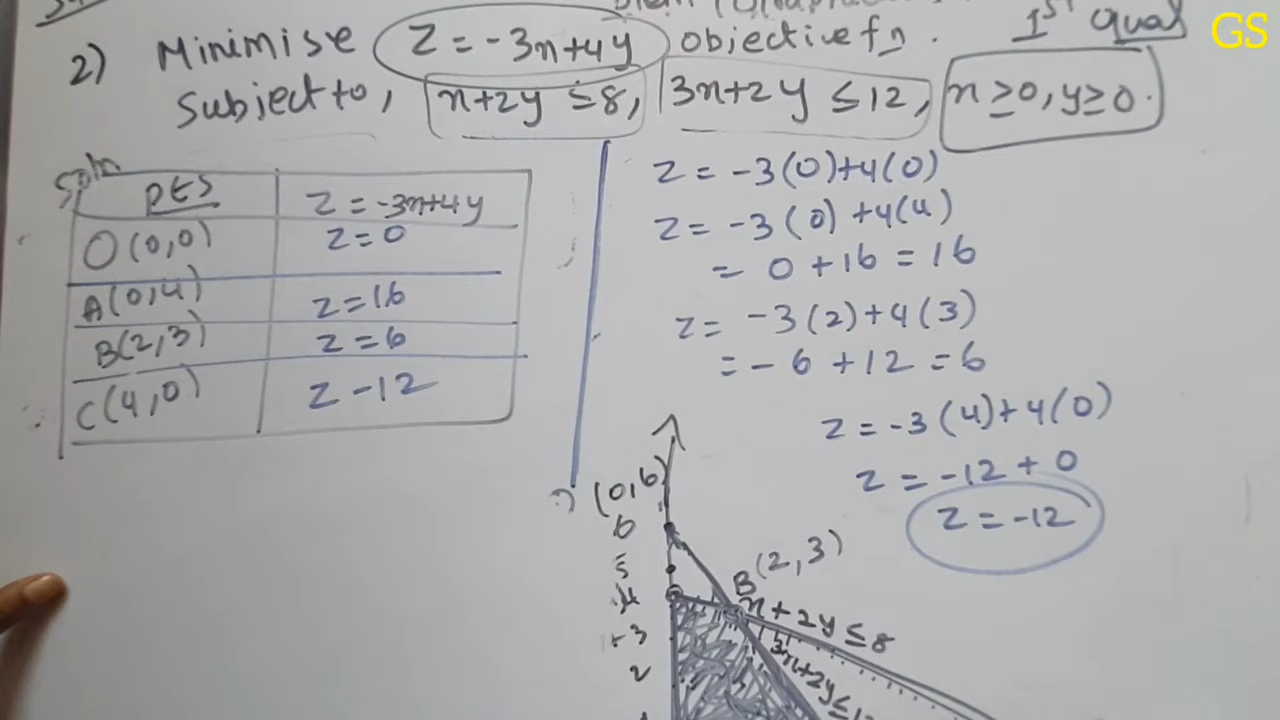 1st quad
GS
2) Minimise Z = -3x+4y objective fn.
Subject to, x+2y ≤ 8, 3x+2y ≤ 12, x ≥ 0, y ≥ 0.
Soln
pts
Z = -3x+4y
O (0,0)
Z = 0
A(0,4)
Z = 16
B(2,3)
Z = 6
C(4,0)
Z -12
Z = -3(0)+4(0)
Z = -3(0)+4(4)
= 0+16 = 16
Z = -3(2)+4(3)
= -6+12 = 6
Z = -3(4)+4(0)
Z = -12+0
Z = -12
(0,6)
6
5
4
3
2
B(2,3)
x+2y ≤ 8
3x+2y ≤ 12